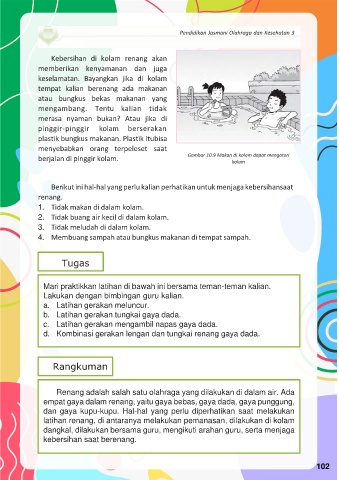 Pendidikan Jasmani Olahraga dan Kesehatan 3
Kebersihan di kolam renang akan
memberikan kenyamanan dan juga
keselamatan. Bayangkan jika di kolam
tempat kalian berenang ada makanan
atau bungkus bekas makanan yang
mengambang. Tentu kalian tidak
merasa nyaman bukan? Atau jika di
pinggir-pinggir kolam berserakan
plastik bungkus makanan. Plastik itubisa
menyebabkan orang terpeleset saat
berjalan di pinggir kolam.
Gambar 10.9 Makan di kolam dapat mengotori
kolam
Berikut ini hal-hal yang perlu kalian perhatikan untuk menjaga kebersihansaat
renang.
1. Tidak makan di dalam kolam.
2. Tidak buang air kecil di dalam kolam.
3. Tidak meludah di dalam kolam.
4. Membuang sampah atau bungkus makanan di tempat sampah.
Tugas
Mari praktikkan latihan di bawah ini bersama teman-teman kalian.
Lakukan dengan bimbingan guru kalian.
a. Latihan gerakan meluncur.
b. Latihan gerakan tungkai gaya dada.
c. Latihan gerakan mengambil napas gaya dada.
d. Kombinasi gerakan lengan dan tungkai renang gaya dada.
Rangkuman
Renang adalah salah satu olahraga yang dilakukan di dalam air. Ada
empat gaya dalam renang, yaitu gaya bebas, gaya dada, gaya punggung,
dan gaya kupu-kupu. Hal-hal yang perlu diperhatikan saat melakukan
latihan renang, di antaranya melakukan pemanasan, dilakukan di kolam
dangkal, dilakukan bersama guru, mengikuti arahan guru, serta menjaga
kebersihan saat berenang.
102